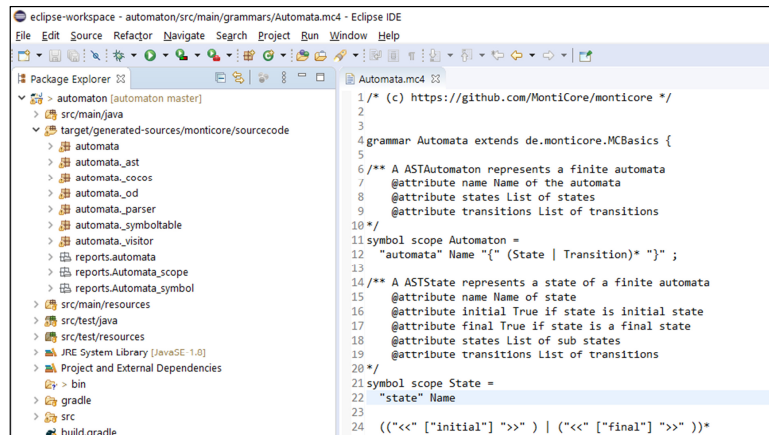 eclipse-workspace - automaton/src/main/grammars/Automata.mc4 - Eclipse IDE
File Edit Source Refactor Navigate Search Project Run Window Help
Package Explorer
> automaton [automaton master]
src/main/java
target/generated-sources/monticore/sourcecode
automata
automata._ast
automata._cocos
automata._od
automata._parser
automata._symboltable
automata._visitor
reports.automata
reports.Automata_scope
reports.Automata_symbol
src/main/resources
src/test/java
src/test/resources
JRE System Library [JavaSE-1.8]
Project and External Dependencies
> bin
gradle
src
build.gradle
Automata.mc4
1 /* (c) https://github.com/MontiCore/monticore */
2
3
4 grammar Automata extends de.monticore.MCBasics {
5
6 /** A ASTAutomaton represents a finite automata
7 @attribute name Name of the automata
8 @attribute states List of states
9 @attribute transitions List of transitions
10 */
11 symbol scope Automaton =
12 "automata" Name "{" (State | Transition)* "}" ;
13
14 /** A ASTState represents a state of a finite automata
15 @attribute name Name of state
16 @attribute initial True if state is initial state
17 @attribute final True if state is a final state
18 @attribute states List of sub states
19 @attribute transitions List of transitions
20 */
21 symbol scope State =
22 "state" Name
23
24 (("<<" ["initial"] ">>" ) | ("<<" ["final"] ">>" ))*